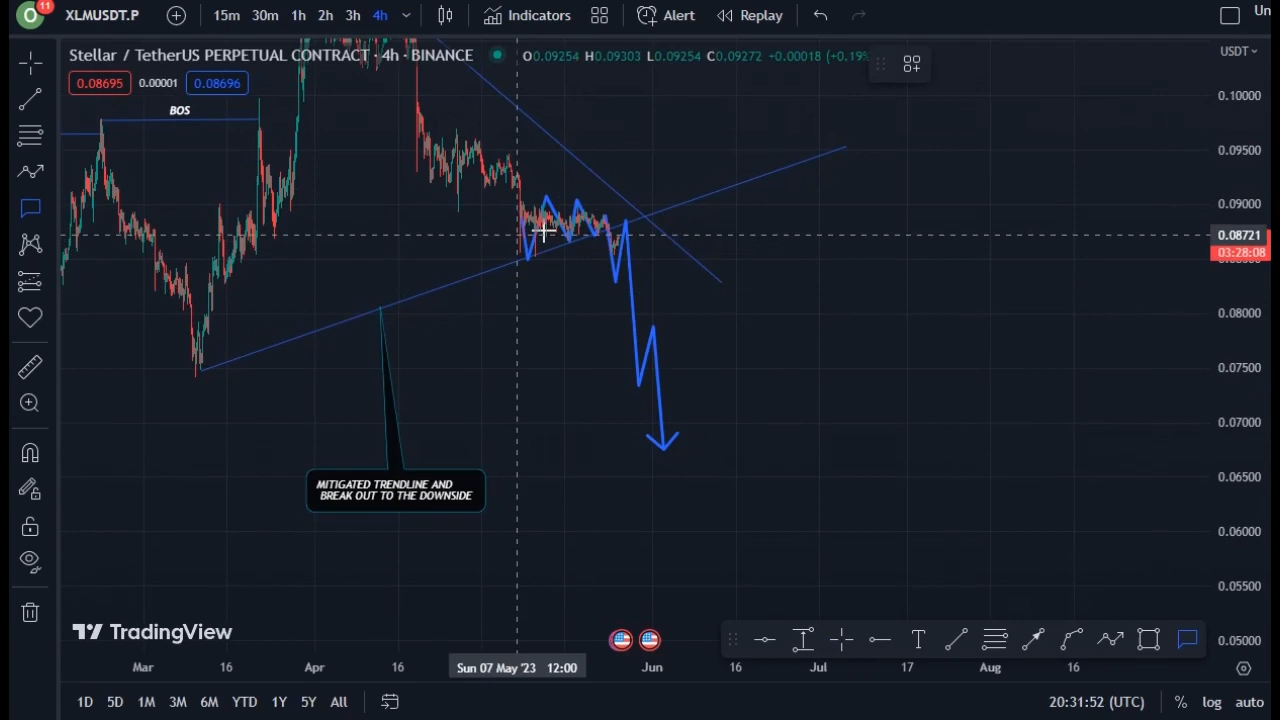 O
11
XLMUSDT.P
15m 30m 1h 2h 3h 4h
Indicators
Alert
Replay
Un
Stellar / TetherUS PERPETUAL CONTRACT · 4h · BINANCE
O0.09254 H0.09303 L0.09254 C0.09272 +0.00018 (+0.19%
USDT
0.08695
0.00001
0.08696
BOS
0.10000
0.09500
0.09000
0.08721
03:28:08
0.08000
0.07500
0.07000
0.06500
0.06000
0.05500
0.05000
MITIGATED TRENDLINE AND
BREAK OUT TO THE DOWNSIDE
TradingView
T
Mar
16
Apr
16
Sun 07 May '23 12:00
Jun
16
Jul
17
Aug
16
1D 5D 1M 3M 6M YTD 1Y 5Y All
20:31:52 (UTC)
% log auto